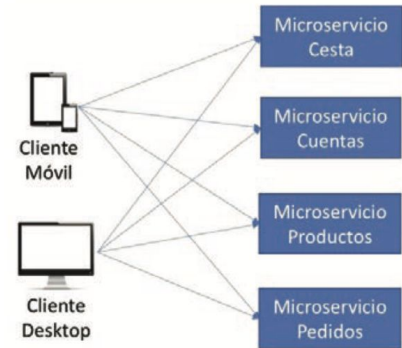 Microservicio
Cesta
Microservicio
Cuentas
Cliente
Móvil
Microservicio
Productos
Cliente
Desktop
Microservicio
Pedidos